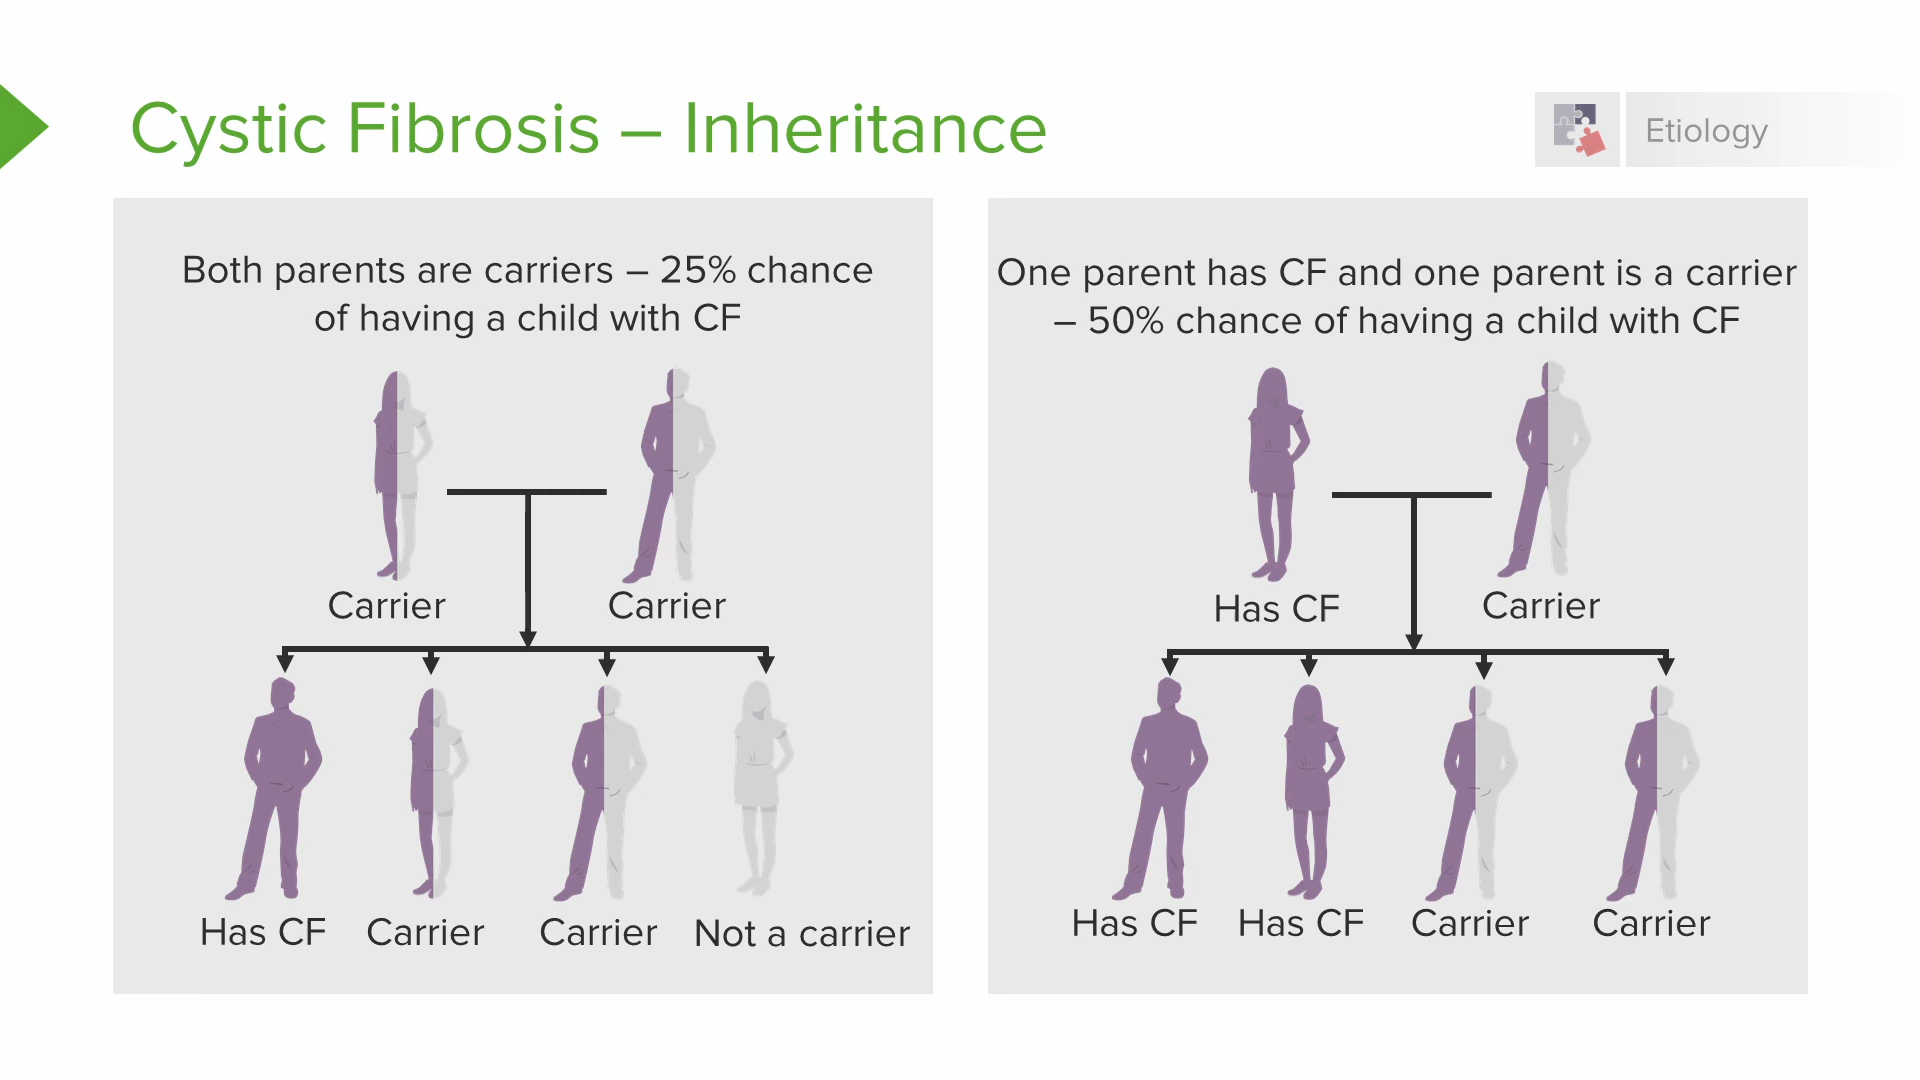 Cystic Fibrosis – Inheritance
Etiology
Both parents are carriers – 25% chance
of having a child with CF
Carrier
Carrier
Has CF
Carrier
Carrier
Not a carrier
One parent has CF and one parent is a carrier
– 50% chance of having a child with CF
Has CF
Carrier
Has CF
Has CF
Carrier
Carrier